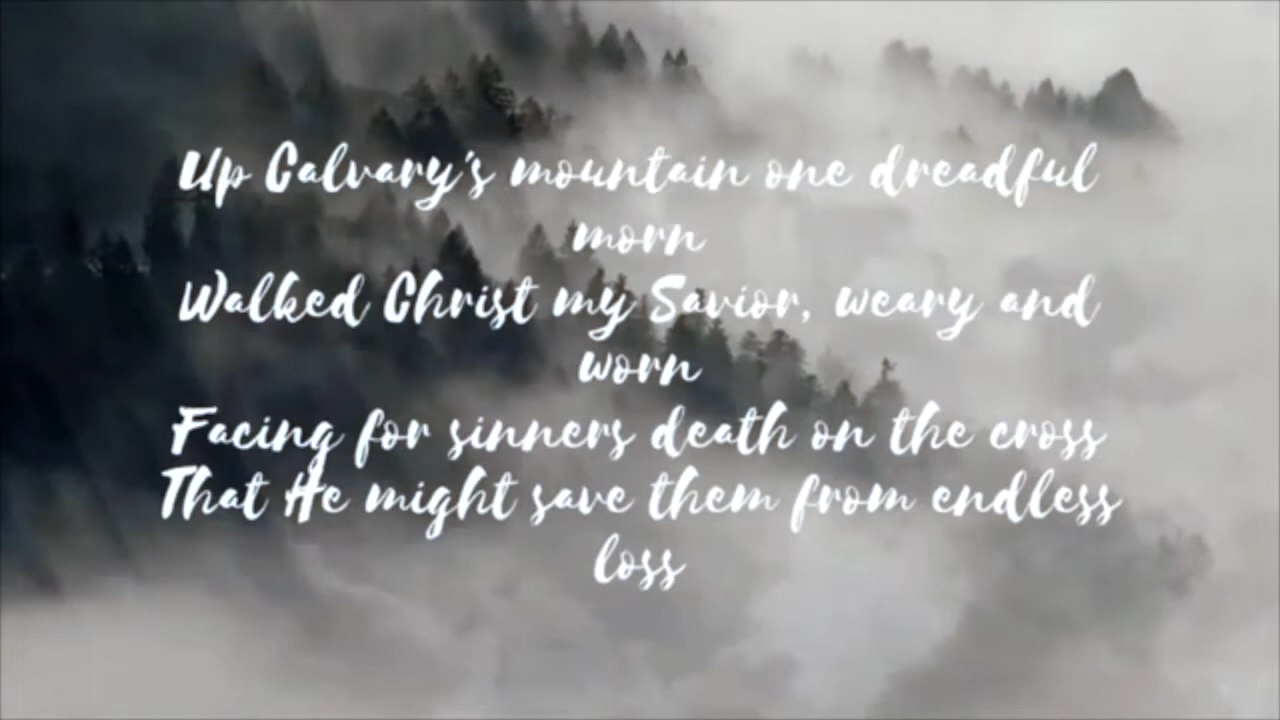 Up Calvary's mountain one dreadful
morn
Walked Christ my Savior, weary and
worn
Facing for sinners death on the cross
That He might save them from endless
loss